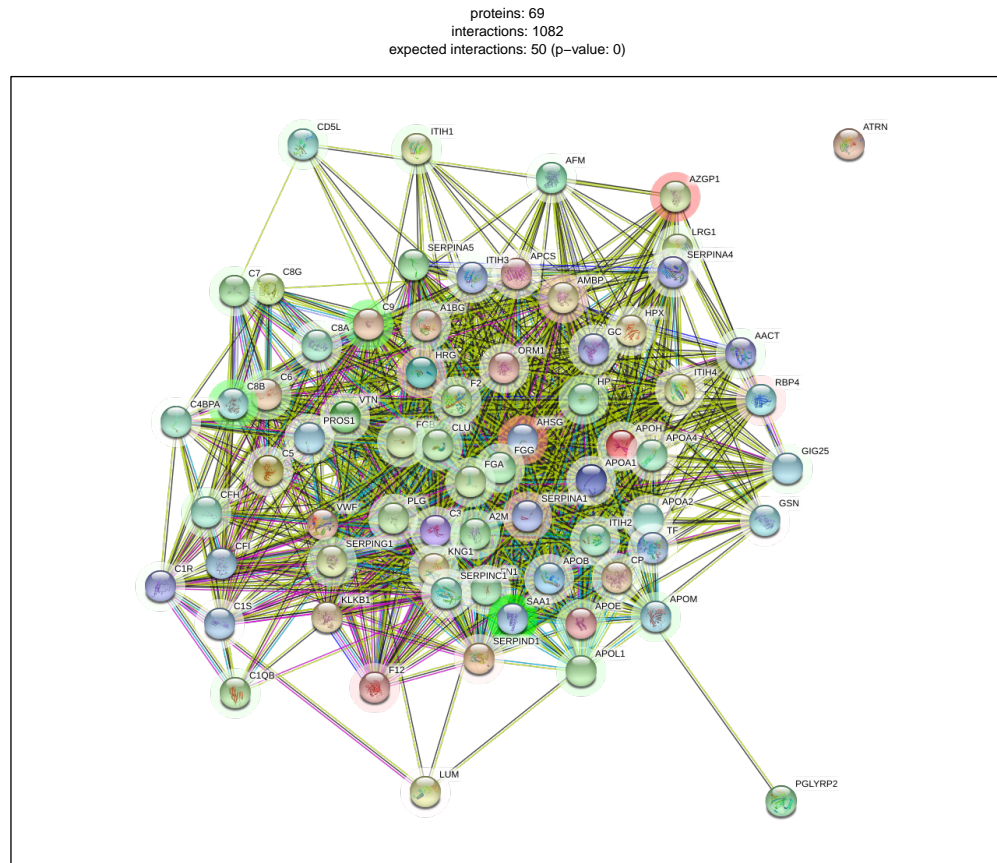 proteins: 69
interactions: 1082
expected interactions: 50 (p−value: 0)
CD5L
ITIH1
ATRN
AFM
AZGP1
LRG1
SERPINA5
ITIH3
APCS
SERPINA4
C7
C8G
AMBP
C9
A1BG
HPX
C8A
GC
AACT
HRG
ORM1
ITIH4
RBP4
C8B
C6
F2
HP
C4BPA
VTN
PROS1
FGB
CLU
AHSG
APOH
APOA4
C5
FGG
GIG25
FGA
APOA1
CFH
VWF
PLG
C3
A2M
SERPINA1
APOA2
GSN
ITIH2
TF
SERPING1
CFI
KNG1
APOB
CP
C1R
SERPINC1
FN1
SAA1
APOE
APOM
C1S
KLKB1
SERPIND1
APOL1
C1QB
F12
LUM
PGLYRP2